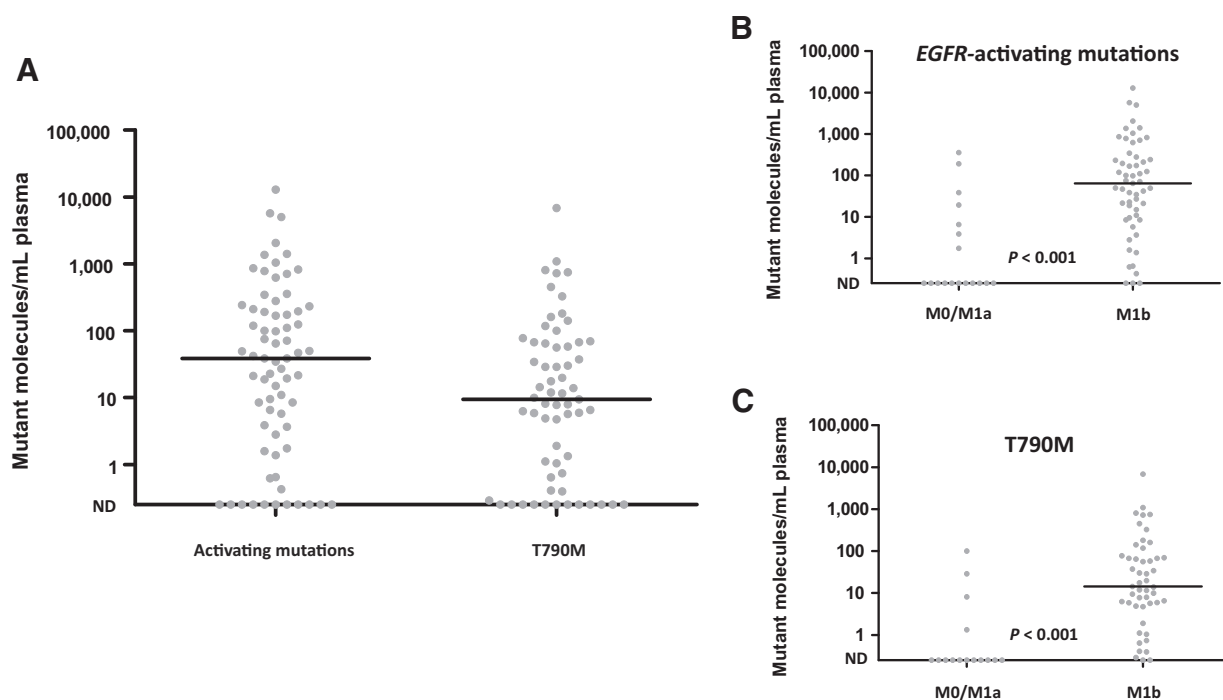 A
Mutant molecules/mL plasma
100,000
10,000
1,000
100
10
1
ND
Activating mutations
T790M
B
EGFR-activating mutations
Mutant molecules/mL plasma
100,000
10,000
1,000
100
10
1
ND
P < 0.001
M0/M1a
M1b
C
T790M
Mutant molecules/mL plasma
100,000
10,000
1,000
100
10
1
ND
P < 0.001
M0/M1a
M1b